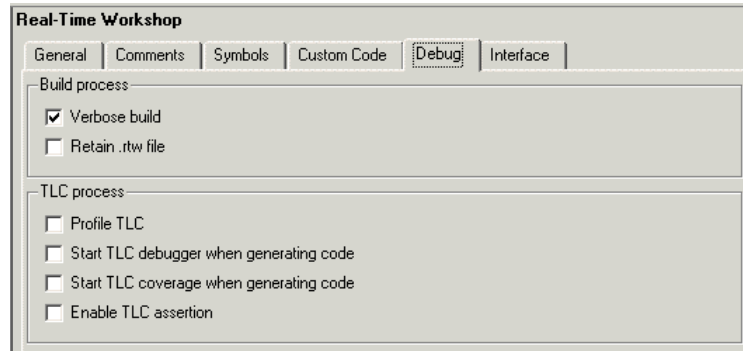 Real-Time Workshop
General Comments Symbols Custom Code Debug Interface
Build process
Verbose build
Retain .rtw file
TLC process
Profile TLC
Start TLC debugger when generating code
Start TLC coverage when generating code
Enable TLC assertion